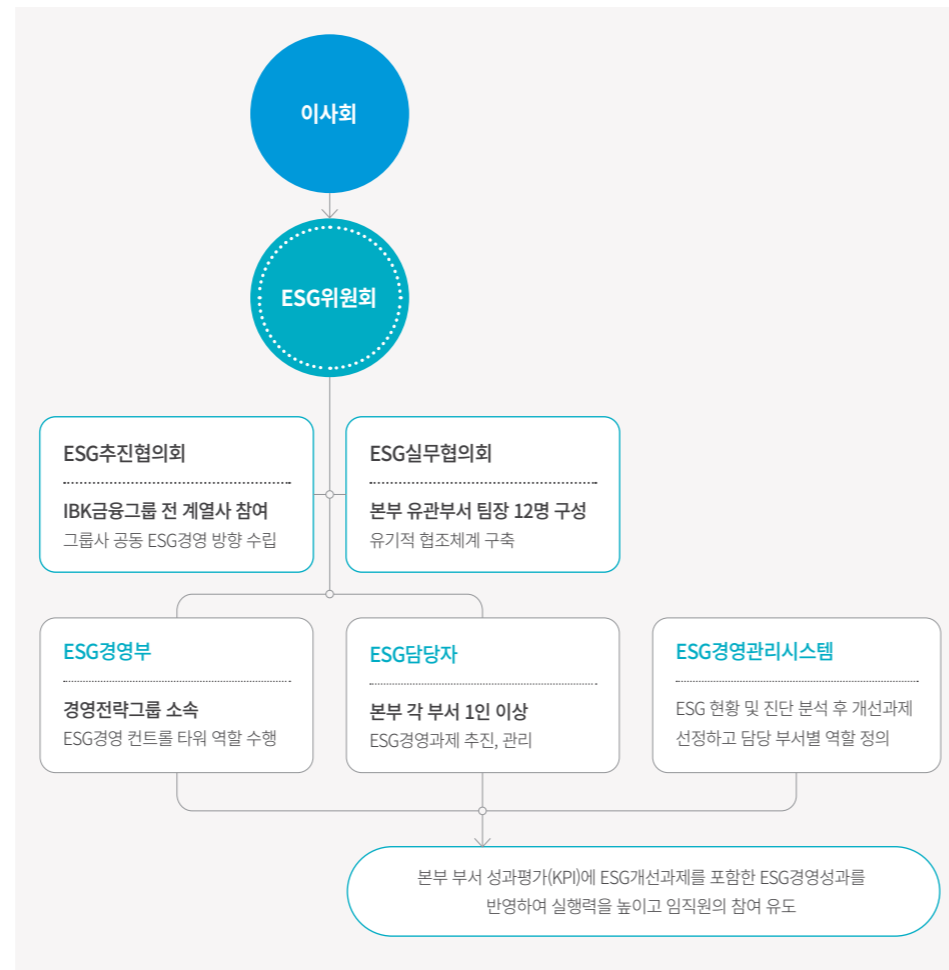 이사회
ESG위원회
ESG추진협의회
IBK금융그룹 전 계열사 참여
그룹사 공동 ESG경영 방향 수립
ESG실무협의회
본부 유관부서 팀장 12명 구성
유기적 협조체계 구축
ESG경영부
경영전략그룹 소속
ESG경영 컨트롤 타워 역할 수행
ESG담당자
본부 각 부서 1인 이상
ESG경영과제 추진, 관리
ESG경영관리시스템
ESG 현황 및 진단 분석 후 개선과제
선정하고 담당 부서별 역할 정의
본부 부서 성과평가(KPI)에 ESG개선과제를 포함한 ESG경영성과를
반영하여 실행력을 높이고 임직원의 참여 유도